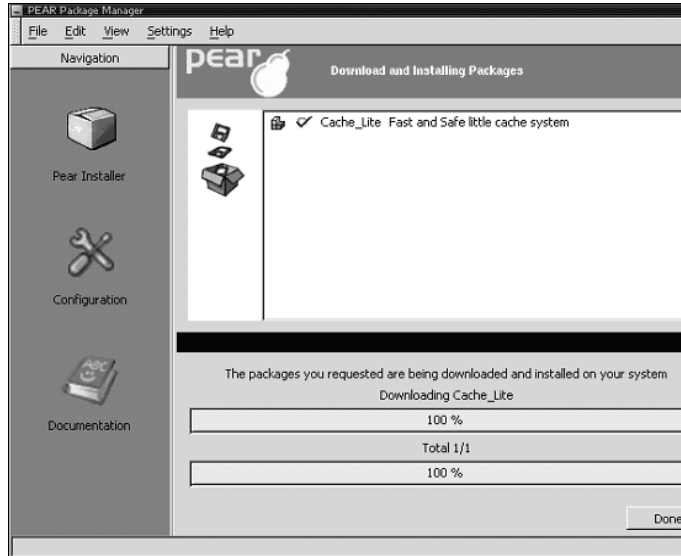 PEAR Package Manager
File Edit View Settings Help
Navigation
Pear Installer
Configuration
ABC
Documentation
pear
Download and Installing Packages
Cache_Lite Fast and Safe little cache system
The packages you requested are being downloaded and installed on your system
Downloading Cache_Lite
100 %
Total 1/1
100 %
Done